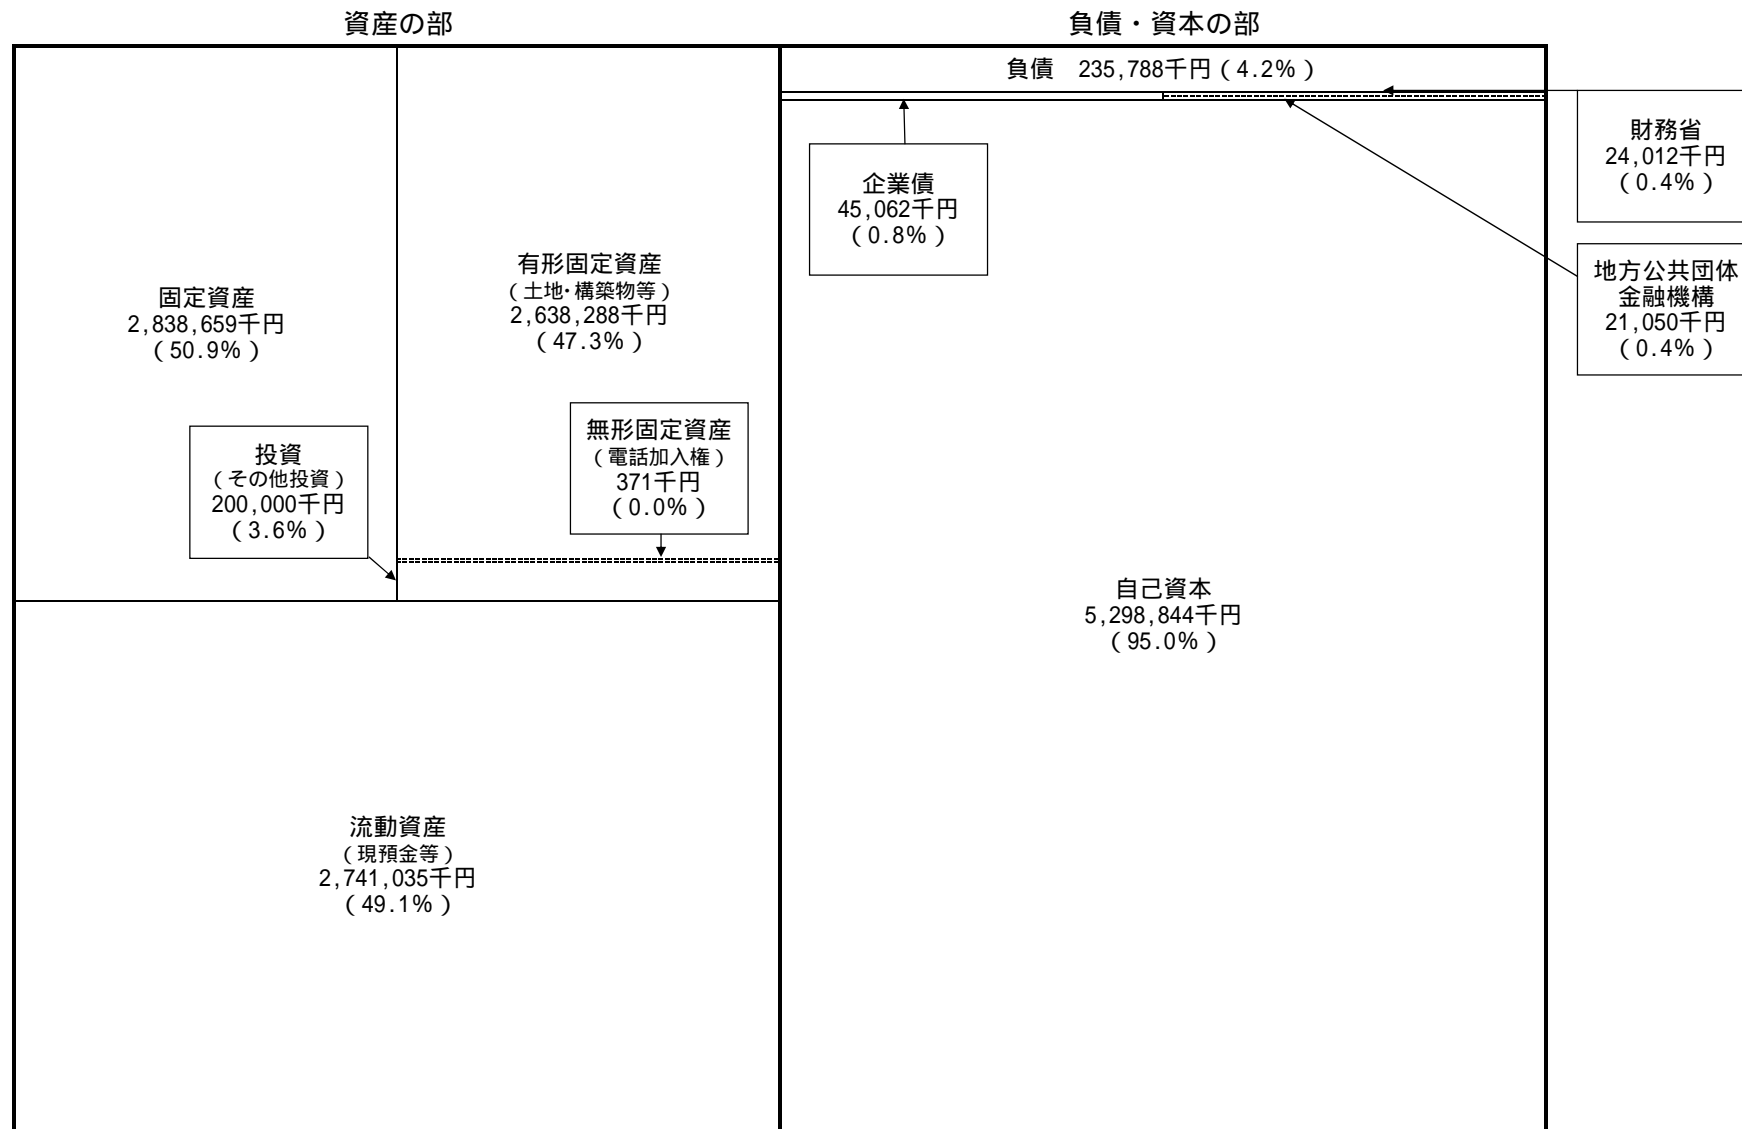 資産の部
負債・資本の部
負債　235,788千円(4.2%)
財務省
24,012千円
(0.4%)
企業債
45,062千円
(0.8%)
地方公共団体
金融機構
21,050千円
(0.4%)
固定資産
2,838,659千円
(50.9%)
有形固定資産
(土地・構築物等)
2,638,288千円
(47.3%)
投資
(その他投資)
200,000千円
(3.6%)
無形固定資産
(電話加入権)
371千円
(0.0%)
自己資本
5,298,844千円
(95.0%)
流動資産
(現預金等)
2,741,035千円
(49.1%)